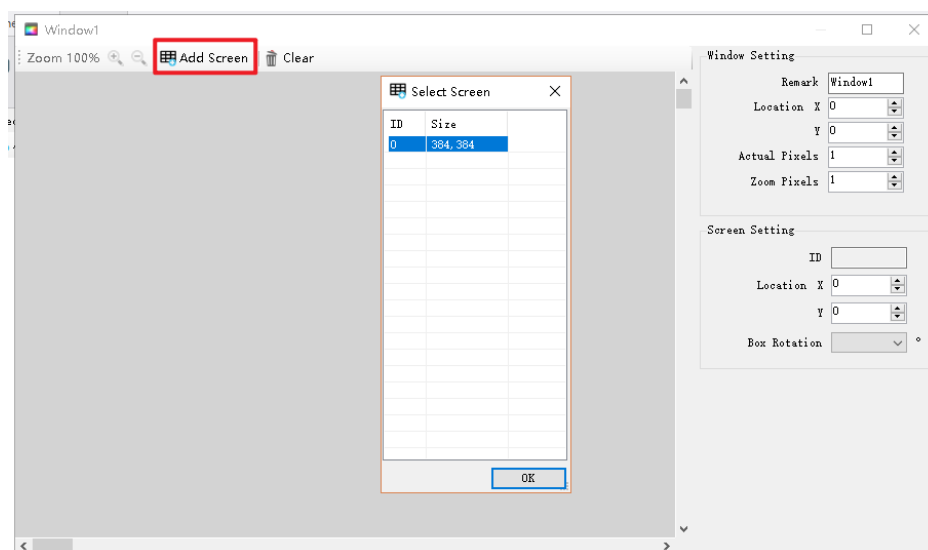 Window1
Zoom 100% Add Screen Clear
Select Screen
ID Size
0 384,384
OK
Window Setting
Remark Window1
Location X 0
Y 0
Actual Pixels 1
Zoom Pixels 1
Screen Setting
ID
Location X 0
Y 0
Box Rotation °